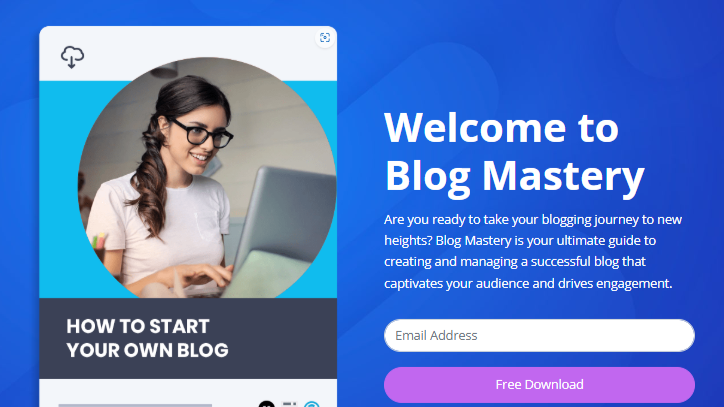 HOW TO START
YOUR OWN BLOG
Welcome to
Blog Mastery
Are you ready to take your blogging journey to new
heights? Blog Mastery is your ultimate guide to
creating and managing a successful blog that
captivates your audience and drives engagement.
Email Address
Free Download